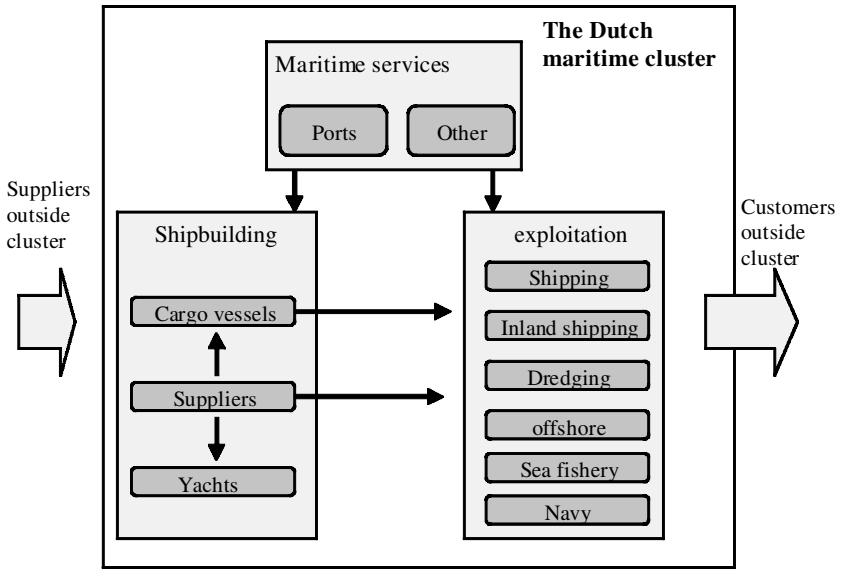 The Dutch
maritime cluster
Maritime services
Ports
Other
Suppliers
outside
cluster
Shipbuilding
Cargo vessels
Suppliers
Yachts
exploitation
Shipping
Inland shipping
Dredging
offshore
Sea fishery
Navy
Customers
outside
cluster